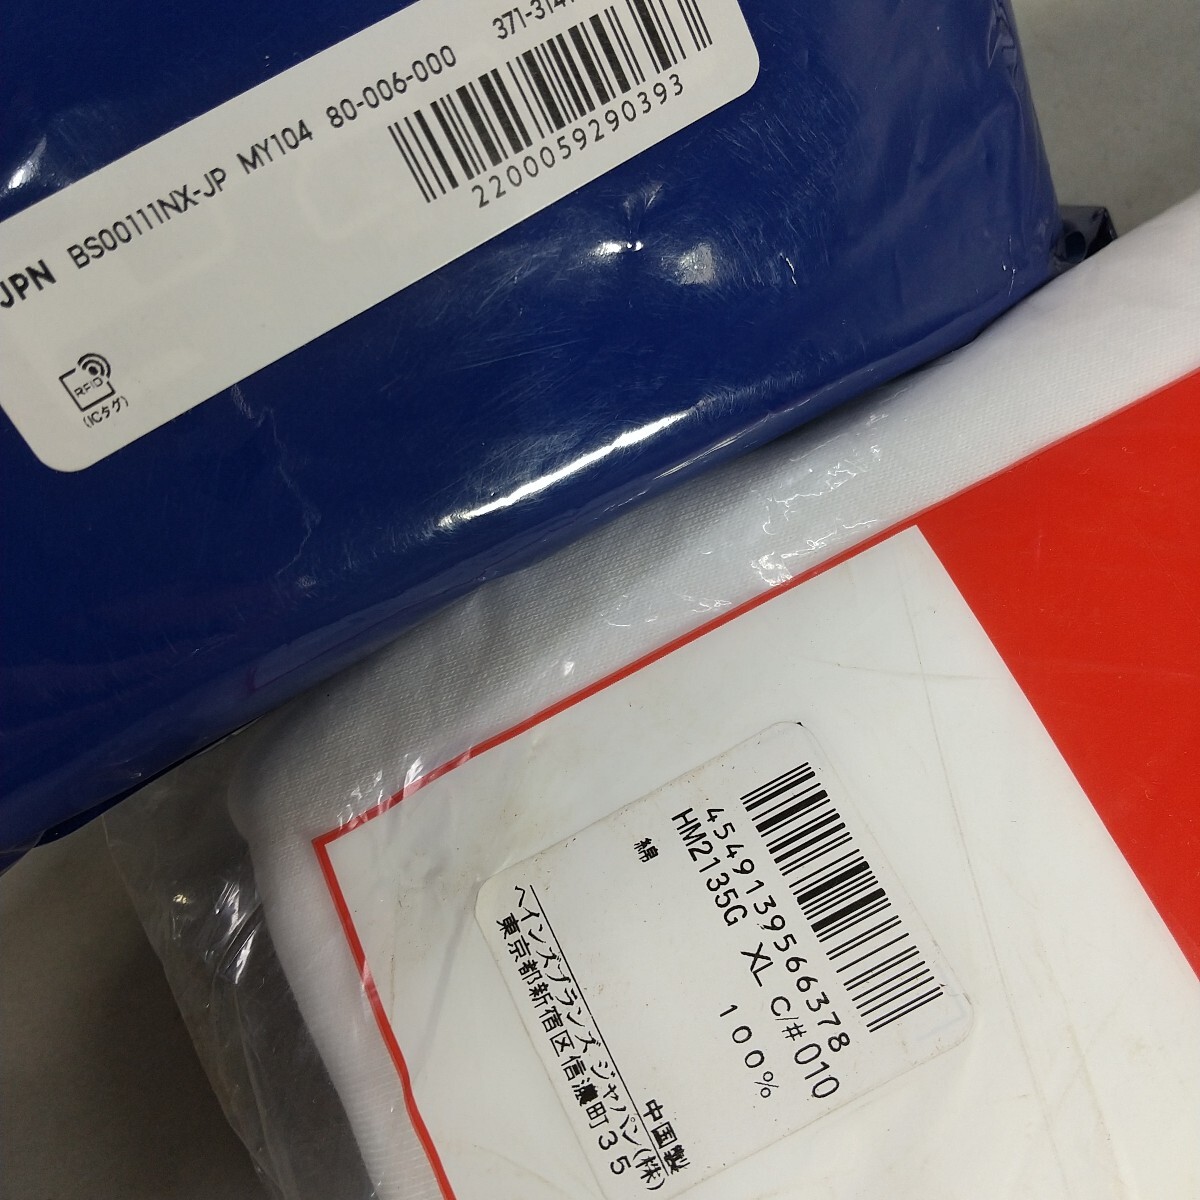 371-314
JPN BS00111NX-JP MY104 80-006-000
2200059290393
RFID
(ICタグ)
4549139566378
HM2135G XL C/#010
綿 100%
中国製
ヘインズブランズ ジャパン(株)
東京都新宿区信濃町35